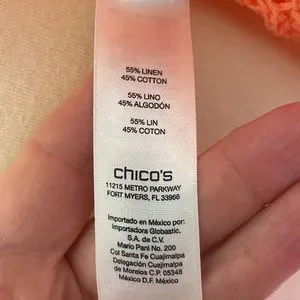 55% LINEN
45% COTTON
55% LINO
45% ALGODÓN
55% LIN
45% COTON
chico's
11215 METRO PARKWAY
FORT MYERS, FL 33966
Importado en México por:
Importadora Globastic,
S.A. de C.V.
Mario Pani No. 200
Col Santa Fe Cuajimalpa
Delegación Cuajimalpa
de Morelos C.P. 05348
México D.F. México